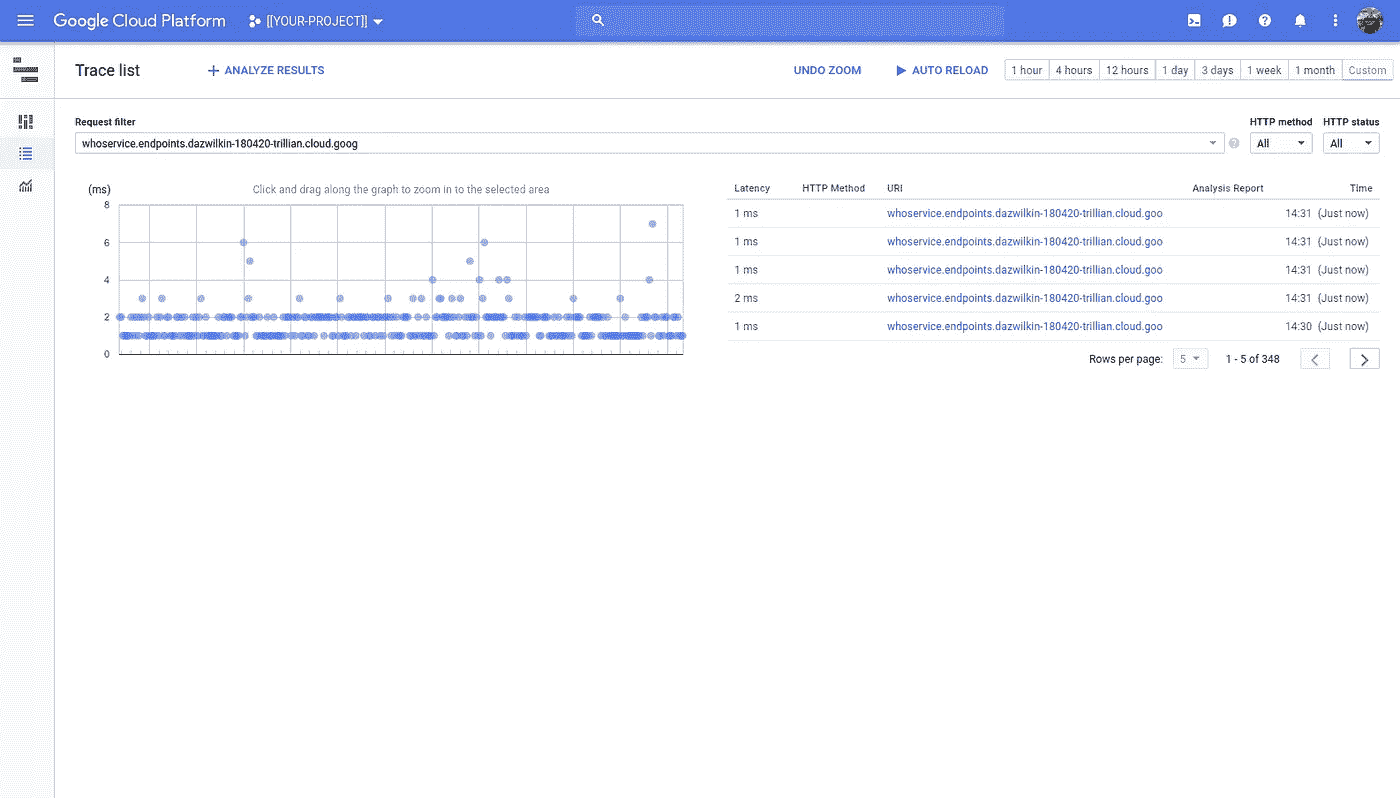 Google Cloud Platform [[YOUR-PROJECT]]
Trace list ANALYZE RESULTS UNDO ZOOM AUTO RELOAD 1 hour 4 hours 12 hours 1 day 3 days 1 week 1 month Custom
Request filter HTTP method HTTP status
whoservice.endpoints.dazwilkin-180420-trillian.cloud.goog All All
(ms) Click and drag along the graph to zoom in to the selected area
8
6
4
2
0
Latency HTTP Method URI Analysis Report Time
1 ms whoservice.endpoints.dazwilkin-180420-trillian.cloud.goo 14:31 (Just now)
1 ms whoservice.endpoints.dazwilkin-180420-trillian.cloud.goo 14:31 (Just now)
1 ms whoservice.endpoints.dazwilkin-180420-trillian.cloud.goo 14:31 (Just now)
2 ms whoservice.endpoints.dazwilkin-180420-trillian.cloud.goo 14:31 (Just now)
1 ms whoservice.endpoints.dazwilkin-180420-trillian.cloud.goo 14:30 (Just now)
Rows per page: 5 1 - 5 of 348